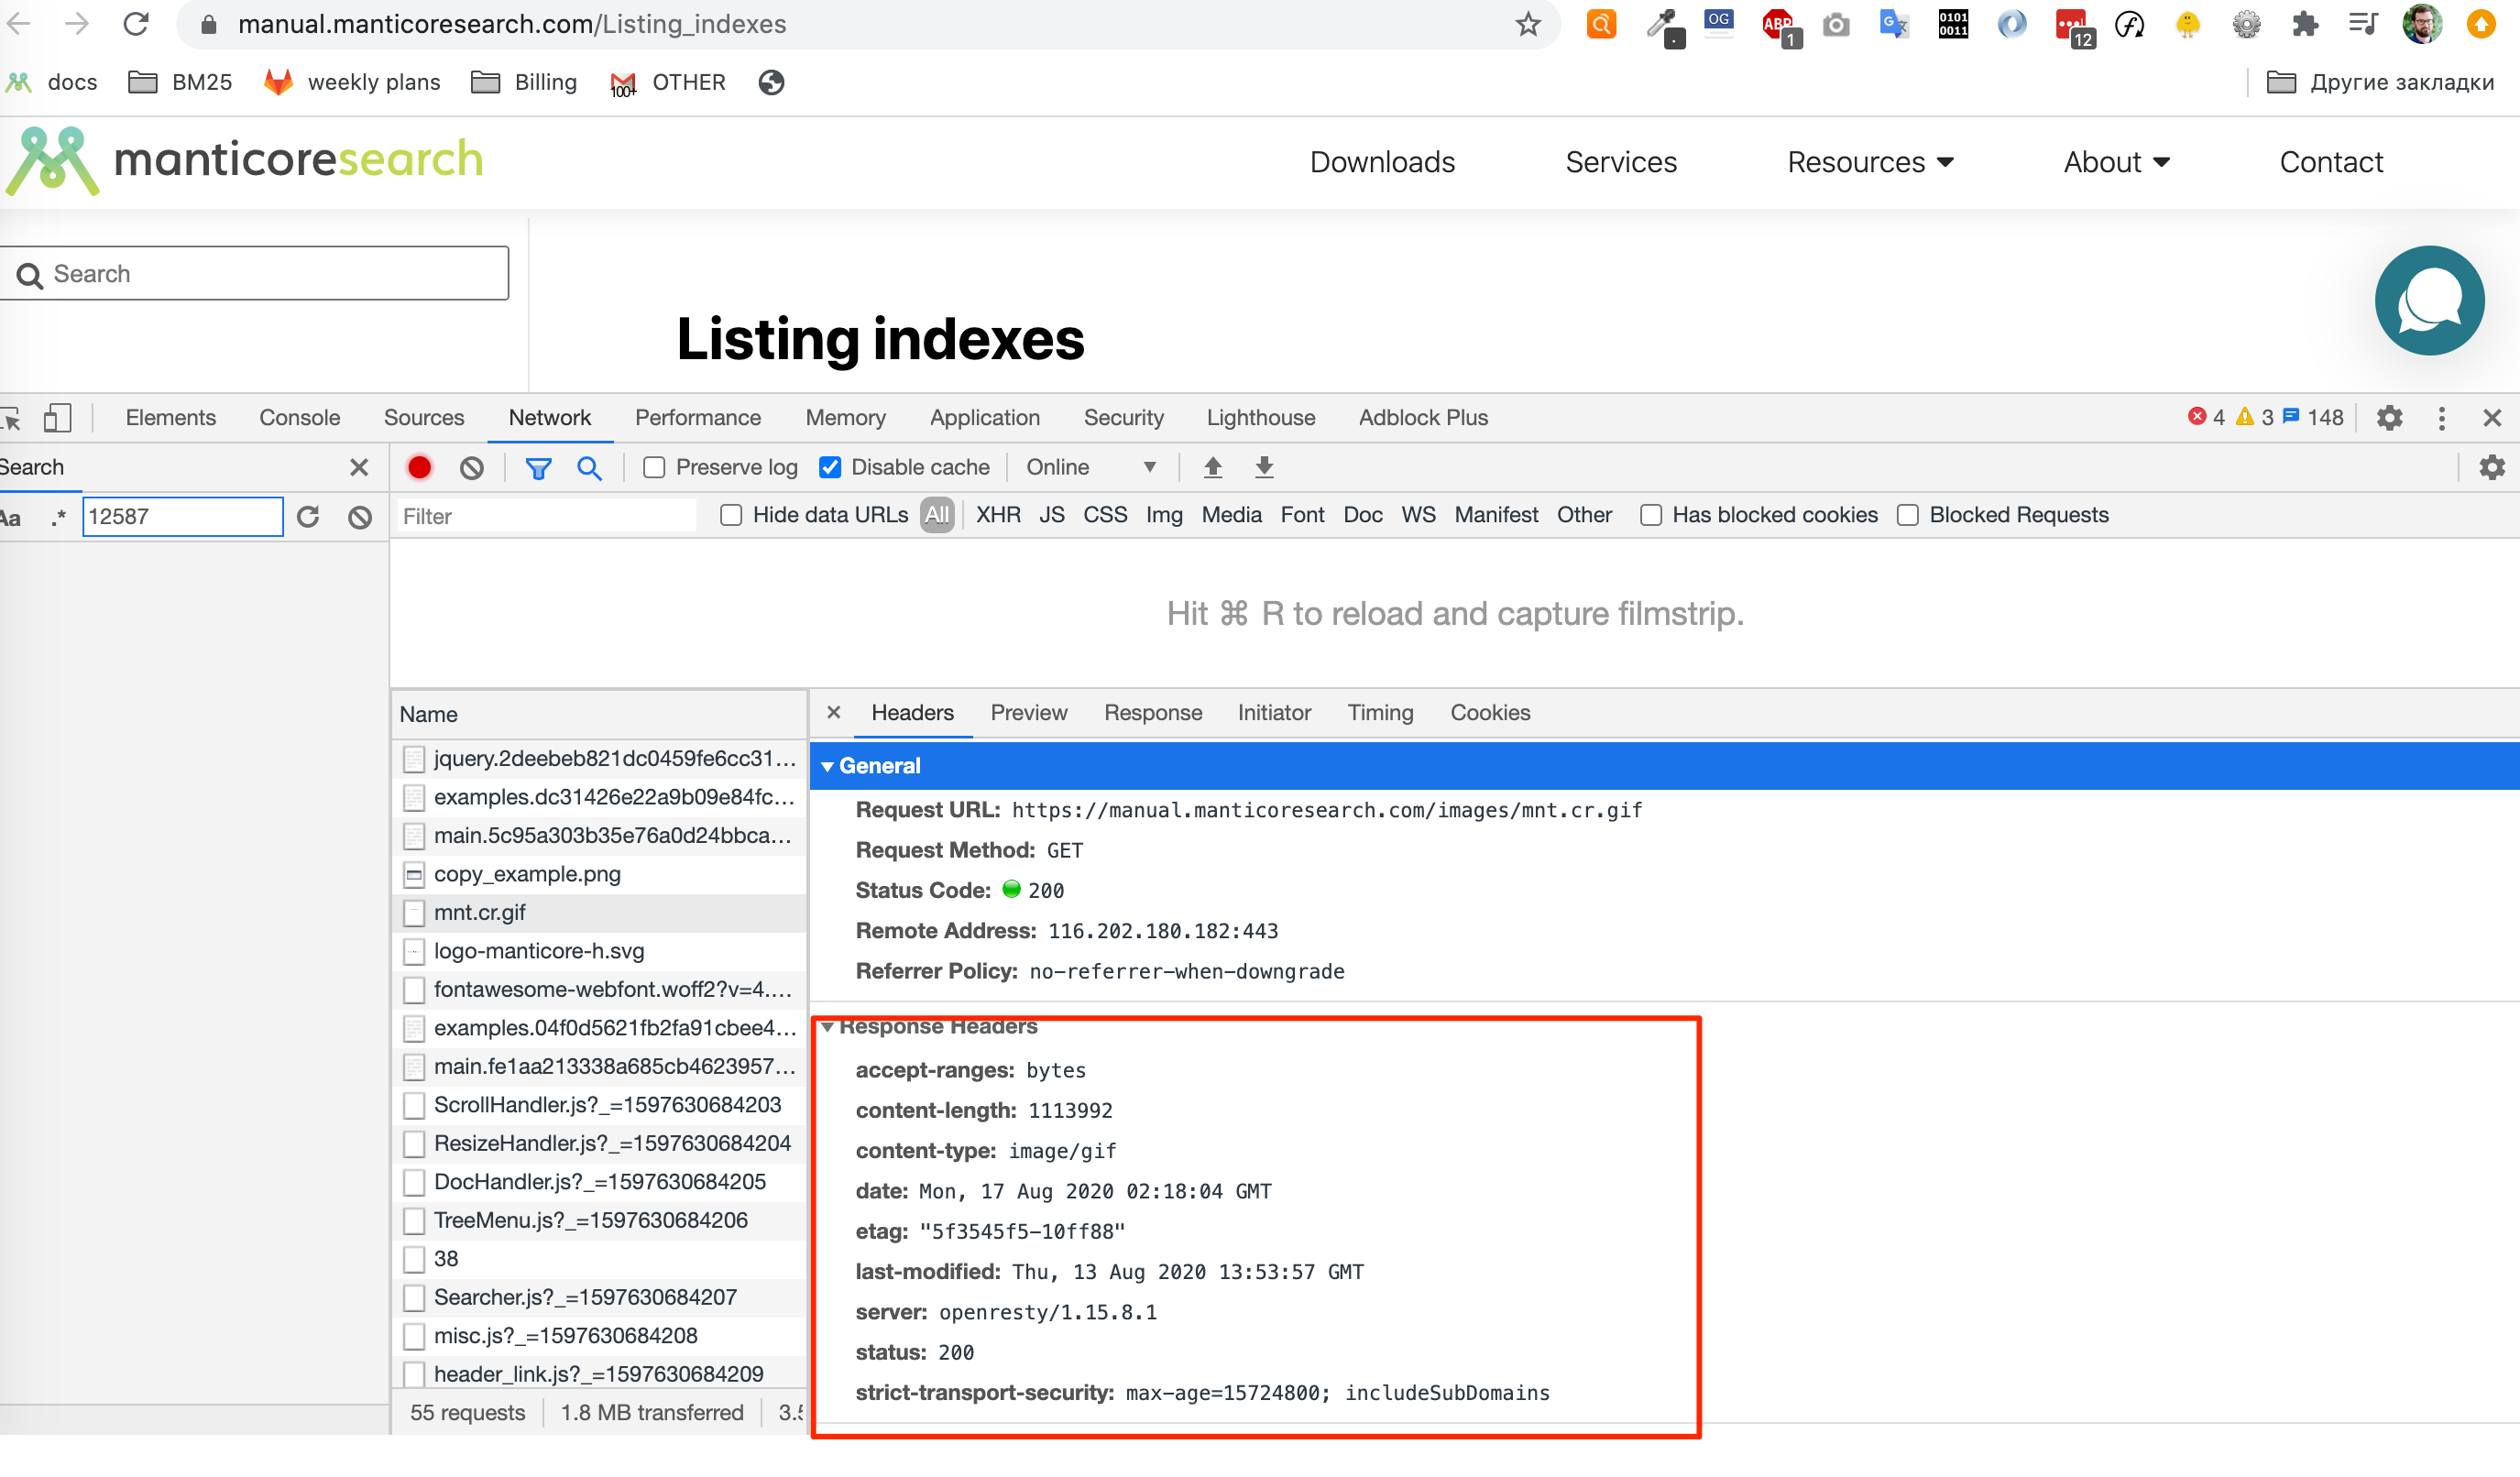 manual.manticoresearch.com/Listing_indexes
OG ABP 1 G 0101 0011 12
docs BM25 weekly plans Billing 100+ OTHER Другие закладки
manticoresearch Downloads Services Resources About Contact
Search
Listing indexes
Elements Console Sources Network Performance Memory Application Security Lighthouse Adblock Plus 4 3 148
Search Preserve log Disable cache Online
Aa .* 12587 Filter Hide data URLs All XHR JS CSS Img Media Font Doc WS Manifest Other Has blocked cookies Blocked Requests
Hit ⌘ R to reload and capture filmstrip.
Name
jquery.2deebeb821dc0459fe6cc31...
examples.dc31426e22a9b09e84fc...
main.5c95a303b35e76a0d24bbca...
copy_example.png
mnt.cr.gif
logo-manticore-h.svg
fontawesome-webfont.woff2?v=4....
examples.04f0d5621fb2fa91cbee4...
main.fe1aa213338a685cb4623957...
ScrollHandler.js?_=1597630684203
ResizeHandler.js?_=1597630684204
DocHandler.js?_=1597630684205
TreeMenu.js?_=1597630684206
38
Searcher.js?_=1597630684207
misc.js?_=1597630684208
header_link.js?_=1597630684209
55 requests 1.8 MB transferred
Headers Preview Response Initiator Timing Cookies
General
Request URL: https://manual.manticoresearch.com/images/mnt.cr.gif
Request Method: GET
Status Code: 200
Remote Address: 116.202.180.182:443
Referrer Policy: no-referrer-when-downgrade
Response Headers
accept-ranges: bytes
content-length: 1113992
content-type: image/gif
date: Mon, 17 Aug 2020 02:18:04 GMT
etag: "5f3545f5-10ff88"
last-modified: Thu, 13 Aug 2020 13:53:57 GMT
server: openresty/1.15.8.1
status: 200
strict-transport-security: max-age=15724800; includeSubDomains